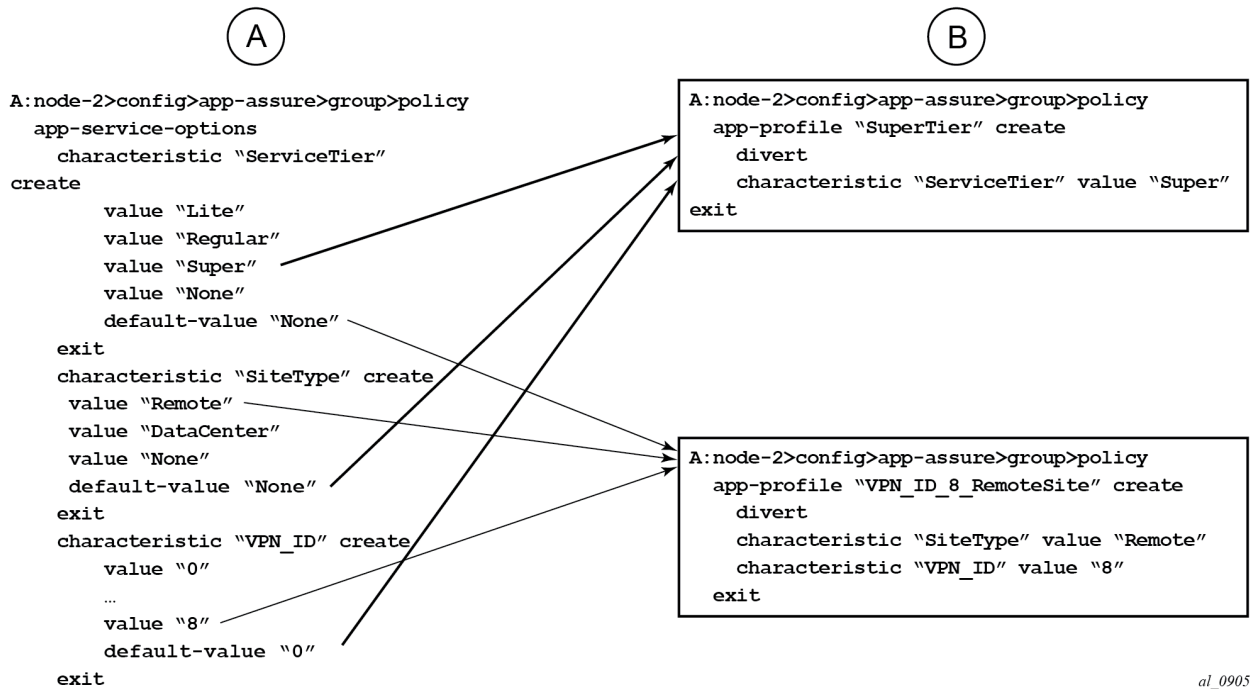 A
A:node-2>config>app-assure>group>policy
app-service-options
characteristic “ServiceTier”
create
value “Lite”
value “Regular”
value “Super”
value “None”
default-value “None”
exit
characteristic “SiteType” create
value “Remote”
value “DataCenter”
value “None”
default-value “None”
exit
characteristic “VPN_ID” create
value “0”
…
value “8”
default-value “0”
exit
B
A:node-2>config>app-assure>group>policy
app-profile “SuperTier” create
divert
characteristic “ServiceTier” value “Super”
exit
A:node-2>config>app-assure>group>policy
app-profile “VPN_ID_8_RemoteSite” create
divert
characteristic “SiteType” value “Remote”
characteristic “VPN_ID” value “8”
exit
al_0905